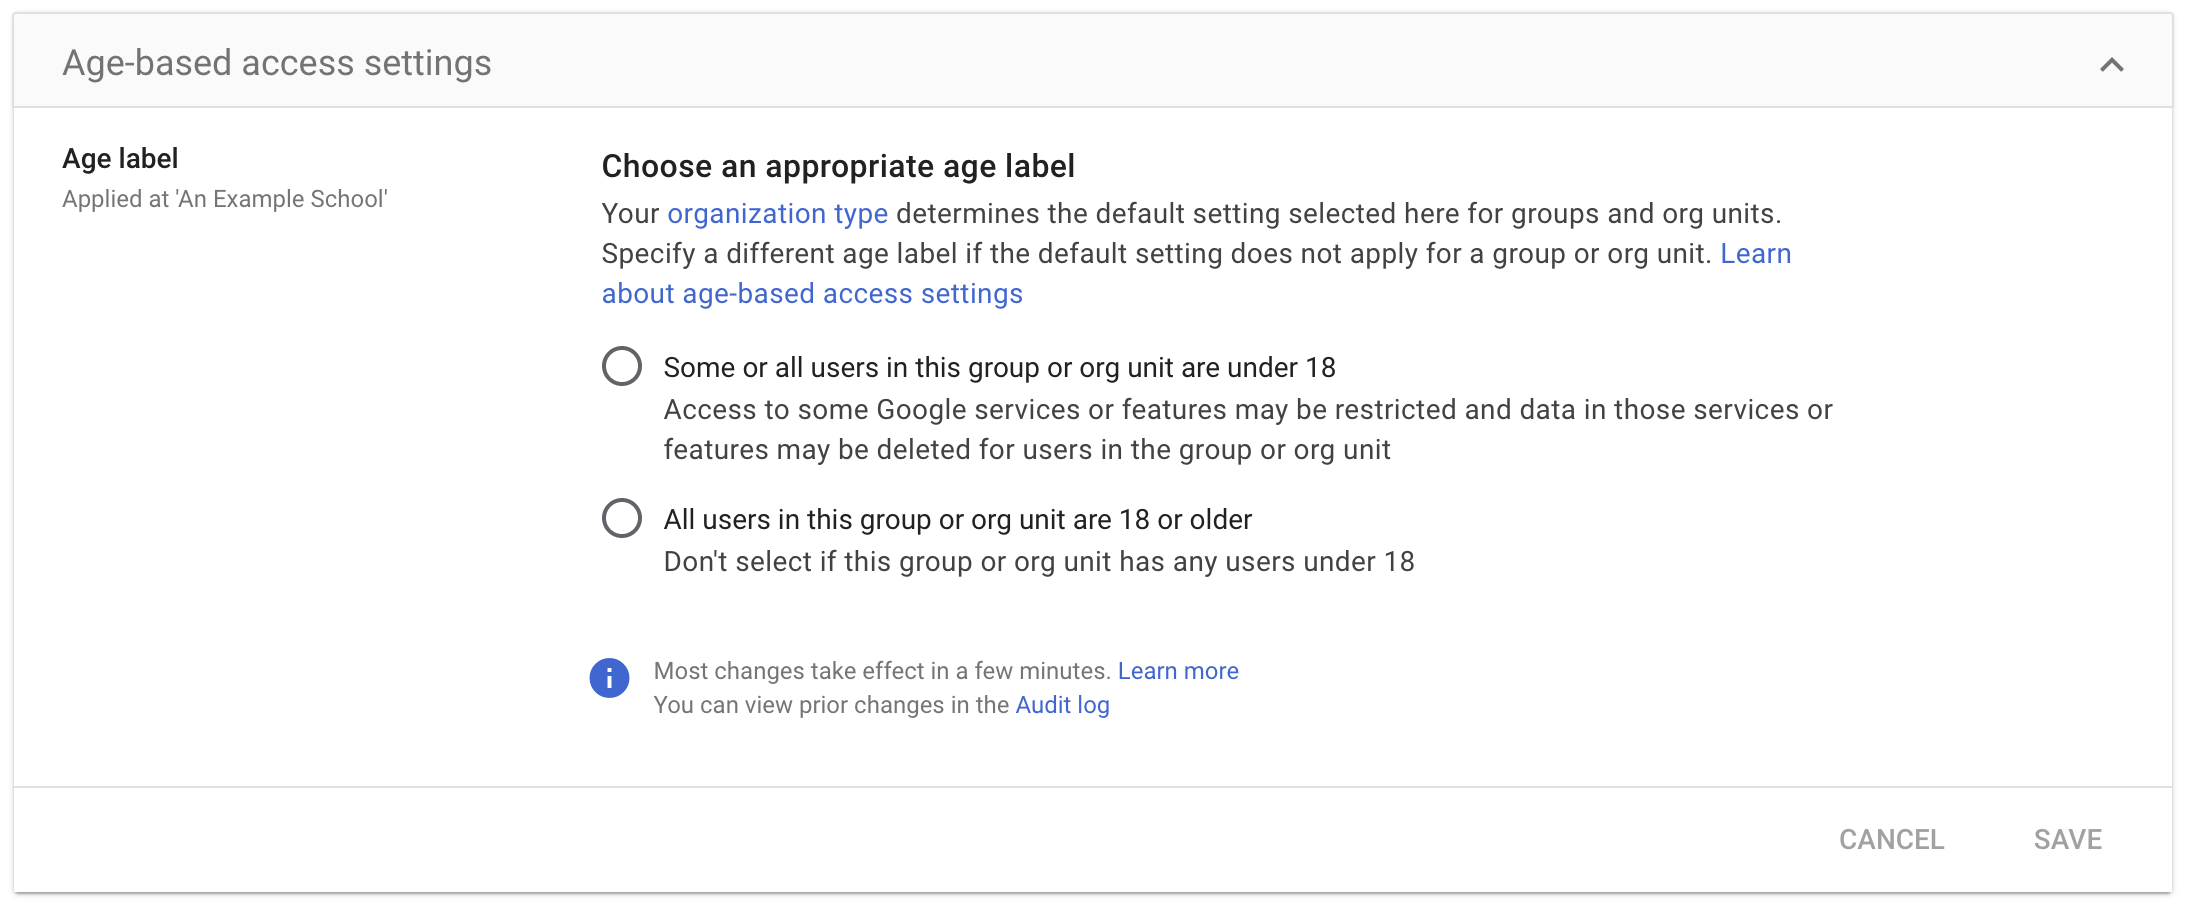 Age-based access settings
Age label
Applied at 'An Example School'
Choose an appropriate age label
Your organization type determines the default setting selected here for groups and org units.
Specify a different age label if the default setting does not apply for a group or org unit. Learn
about age-based access settings
Some or all users in this group or org unit are under 18
Access to some Google services or features may be restricted and data in those services or
features may be deleted for users in the group or org unit
All users in this group or org unit are 18 or older
Don't select if this group or org unit has any users under 18
Most changes take effect in a few minutes. Learn more
You can view prior changes in the Audit log
CANCEL SAVE